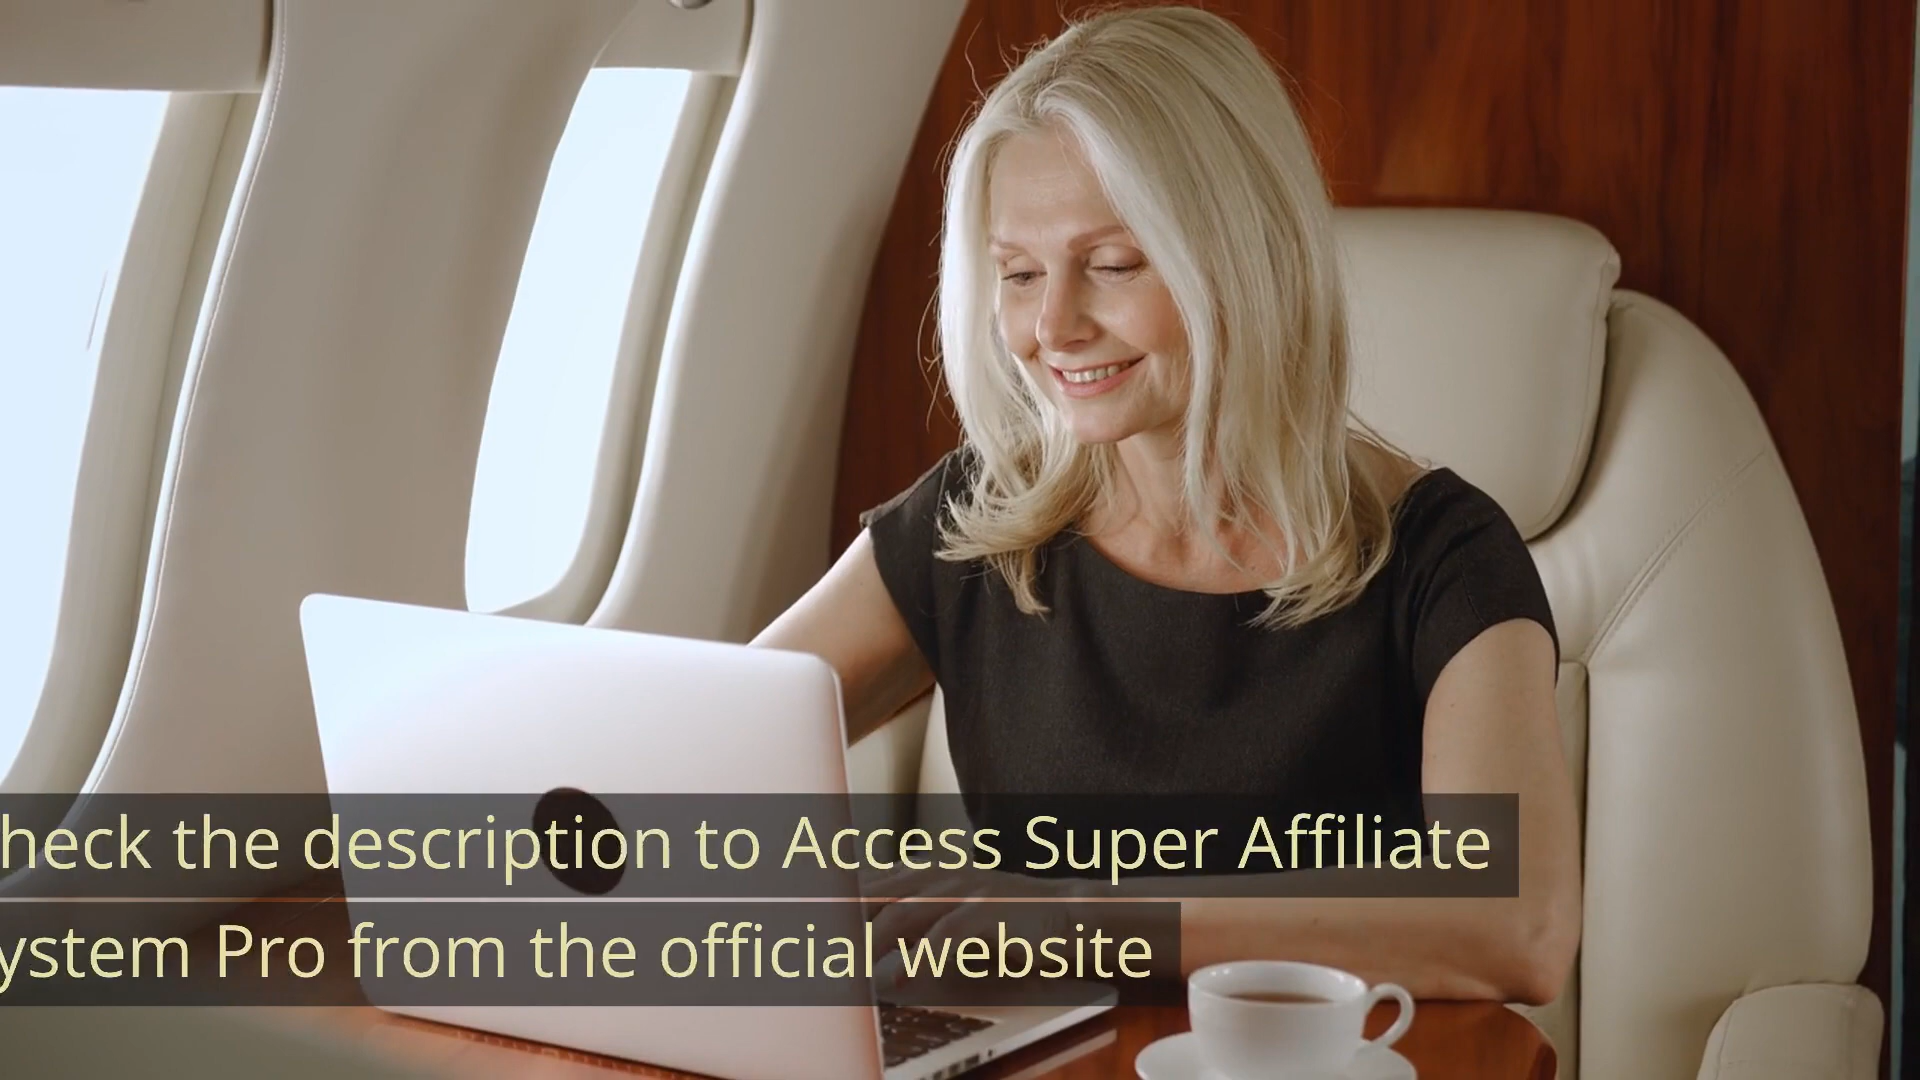 heck the description to Access Super Affiliate
ystem Pro from the official website